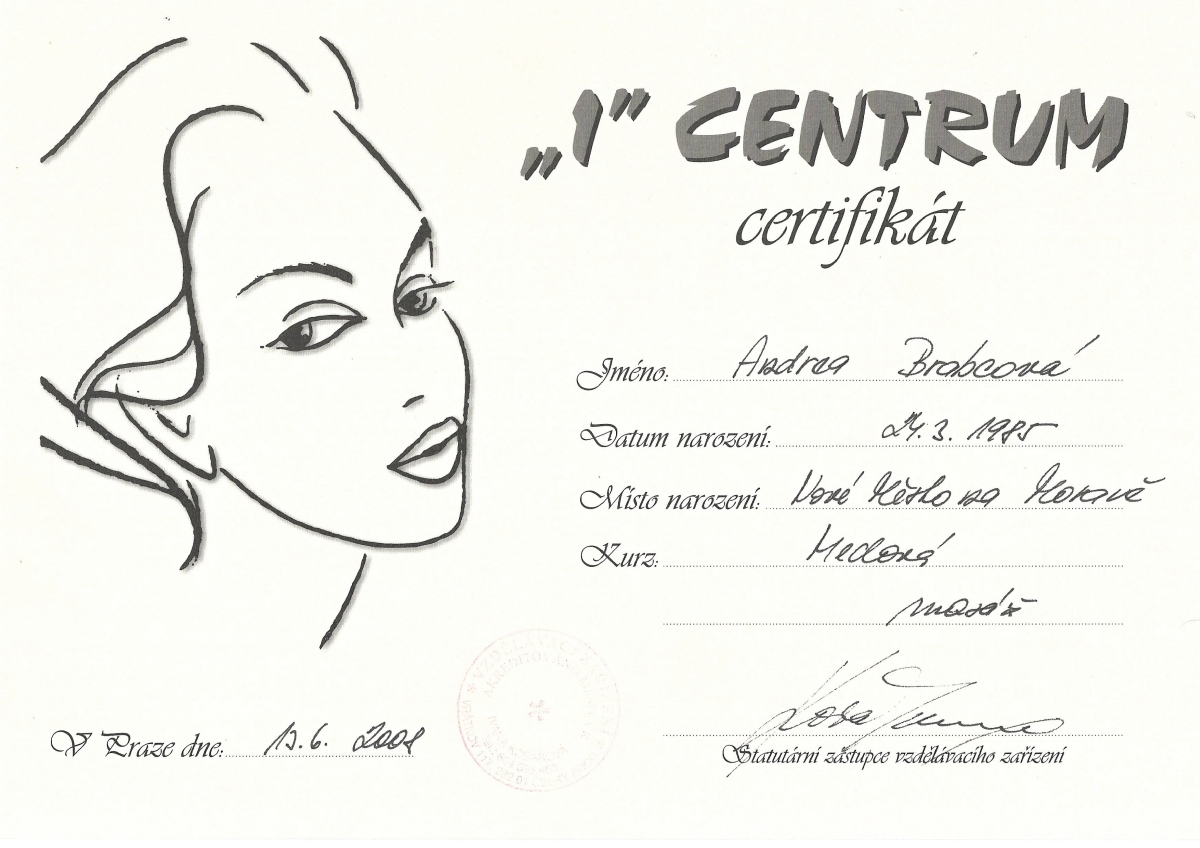 „1” CENTRUM
certifikát
Jméno: Andrea Brabcová
Datum narození: 24. 3. 1985
Místo narození: Nové Město na Moravě
Kurz: Medová
masáž
V Praze dne: 13. 6. 2008
Statutární zástupce vzdělávacího zařízení